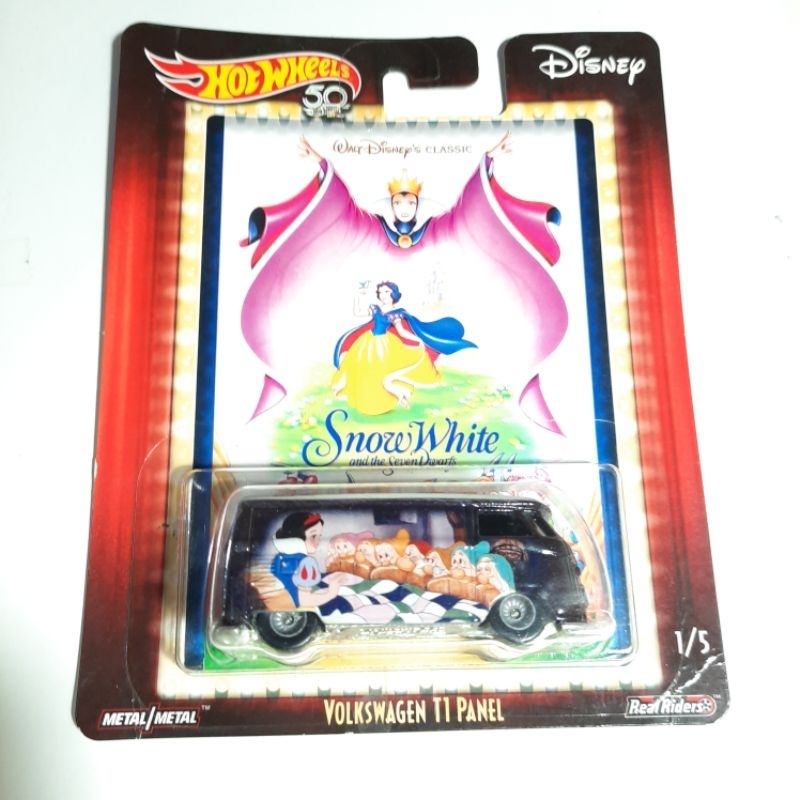 HOT WHEELS
50
Disney
WALT DISNEY'S CLASSIC
Snow White
and the Seven Dwarfs
1/5
METAL/METAL™
VOLKSWAGEN T1 PANEL
Real Riders